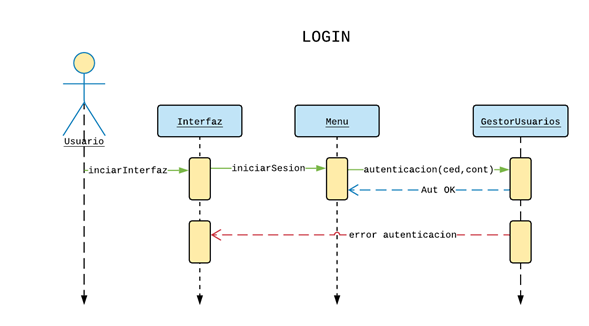 LOGIN
Usuario
Interfaz
Menu
GestorUsuarios
inciarInterfaz
iniciarSesion
autenticacion(ced,cont)
Aut OK
error autenticacion